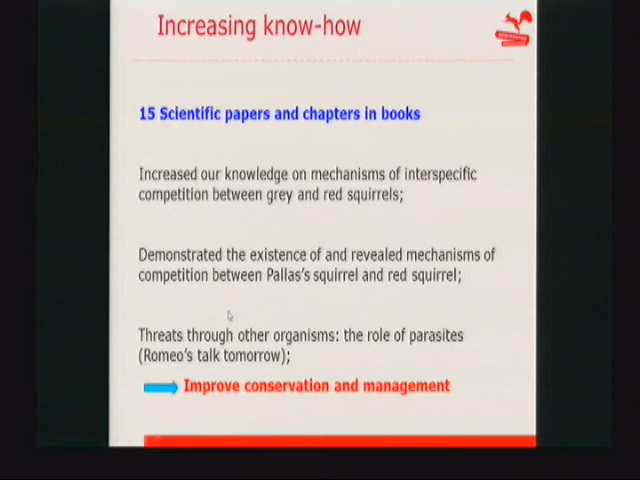 Increasing know-how
15 Scientific papers and chapters in books
Increased our knowledge on mechanisms of interspecific
competition between grey and red squirrels;
Demonstrated the existence of and revealed mechanisms of
competition between Pallas's squirrel and red squirrel;
Threats through other organisms: the role of parasites
(Romeo's talk tomorrow);
Improve conservation and management